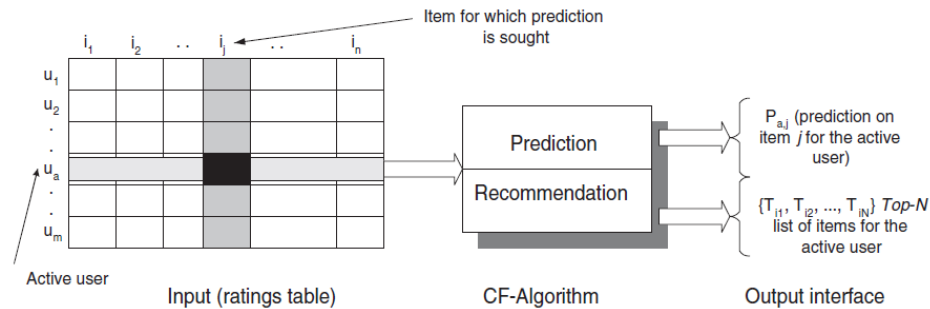 Item for which prediction
is sought
i1 i2 . . ij . . in
u1
u2
.
.
ua
.
.
um
Active user
Input (ratings table)
Prediction
Recommendation
CF-Algorithm
Pa,j (prediction on
item j for the active
user)
{Ti1, Ti2, ..., TiN} Top-N
list of items for the
active user
Output interface